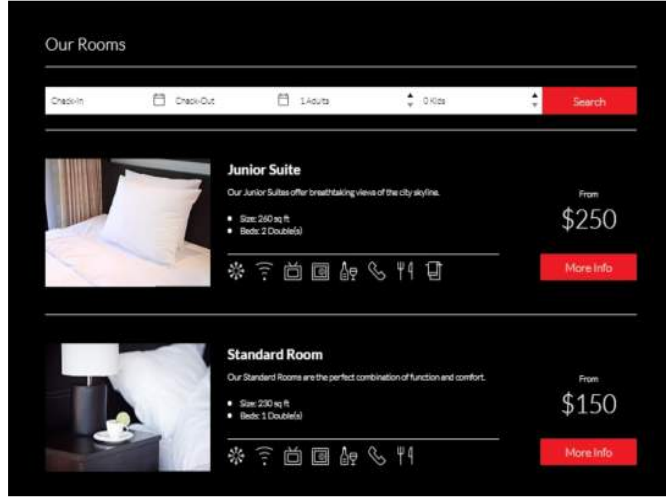 Our Rooms
Check-In Check-Out 1 Adults 0 Kids Search
Junior Suite
Our Junior Suites offer breathtaking views of the city skyline.
Size: 260 sq ft
Beds: 2 Double(s)
From
$250
More Info
Standard Room
Our Standard Rooms are the perfect combination of function and comfort.
Size: 230 sq ft
Beds: 1 Double(s)
From
$150
More Info